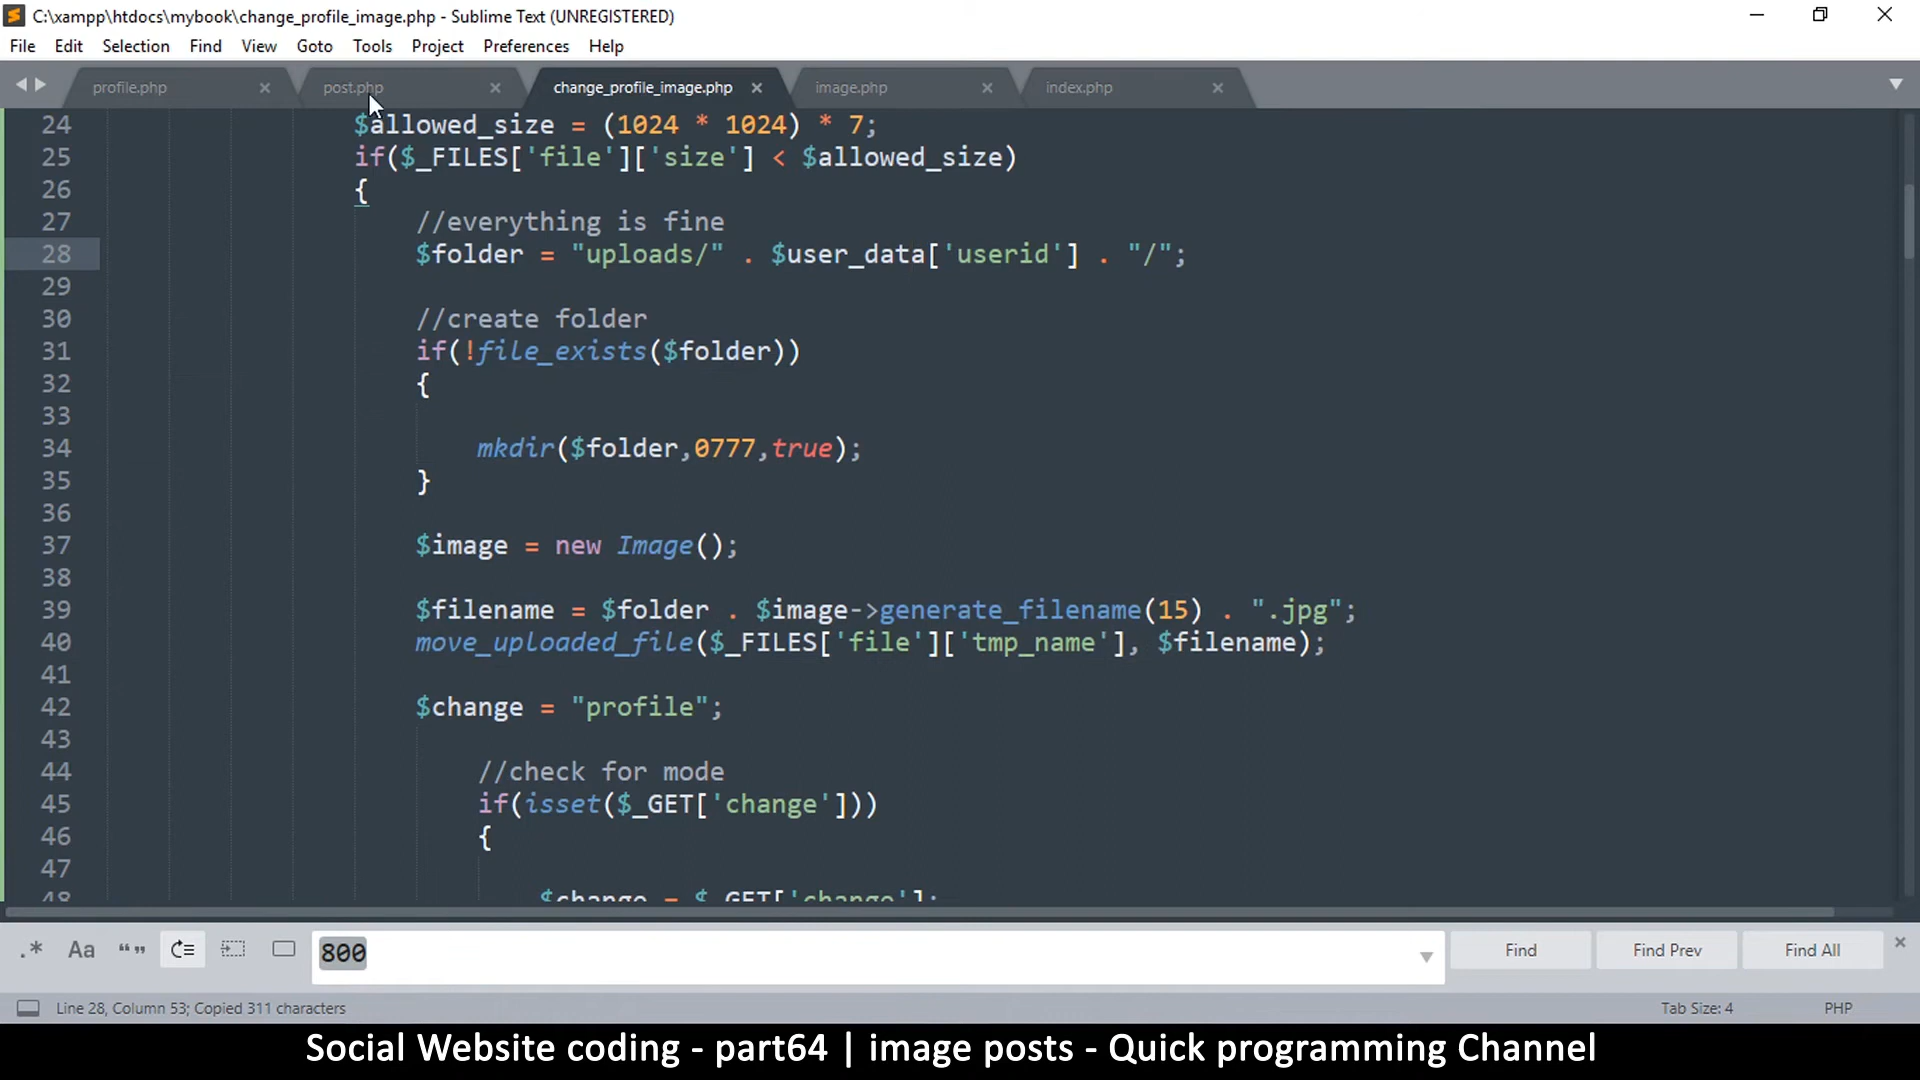 C:\xampp\htdocs\mybook\change_profile_image.php - Sublime Text (UNREGISTERED)
File Edit Selection Find View Goto Tools Project Preferences Help
profile.php post.php change_profile_image.php image.php index.php
24 $allowed_size = (1024 * 1024) * 7;
25 if($_FILES['file']['size'] < $allowed_size)
26 {
27 //everything is fine
28 $folder = "uploads/" . $user_data['userid'] . "/";
29
30 //create folder
31 if(!file_exists($folder))
32 {
33
34 mkdir($folder,0777,true);
35 }
36
37 $image = new Image();
38
39 $filename = $folder . $image->generate_filename(15) . ".jpg";
40 move_uploaded_file($_FILES['file']['tmp_name'], $filename);
41
42 $change = "profile";
43
44 //check for mode
45 if(isset($_GET['change']))
46 {
47
48 $change = $_GET['change'];
.* Aa “” 800 Find Find Prev Find All
Line 28, Column 53; Copied 311 characters Tab Size: 4 PHP
Social Website coding - part64 | image posts - Quick programming Channel